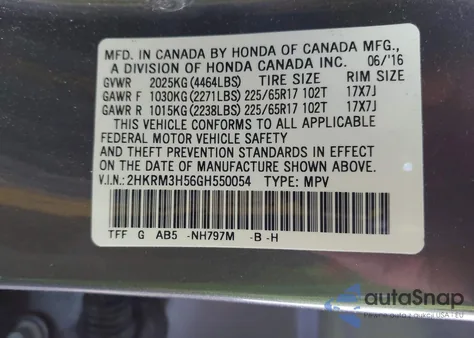 MFD. IN CANADA BY HONDA OF CANADA MFG.,
A DIVISION OF HONDA CANADA INC. 06/'16
GVWR 2025KG (4464LBS) TIRE SIZE RIM SIZE
GAWR F 1030KG (2271LBS) 225/65R17 102T 17X7J
GAWR R 1015KG (2238LBS) 225/65R17 102T 17X7J
THIS VEHICLE CONFORMS TO ALL APPLICABLE
FEDERAL MOTOR VEHICLE SAFETY, BUMPER,
AND THEFT PREVENTION STANDARDS IN EFFECT ON
THE DATE OF MANUFACTURE SHOWN ABOVE.
V.I.N.: 2HKRM3H56GH550054 TYPE: MPV
TFF G AB5 -NH797M -B -H
autoSnap